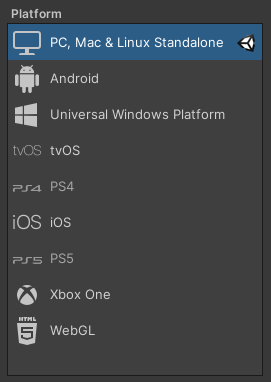 Platform
PC, Mac & Linux Standalone
Android
Universal Windows Platform
tvOS tvOS
PS4 PS4
iOS iOS
PS5 PS5
Xbox One
HTML 5 WebGL